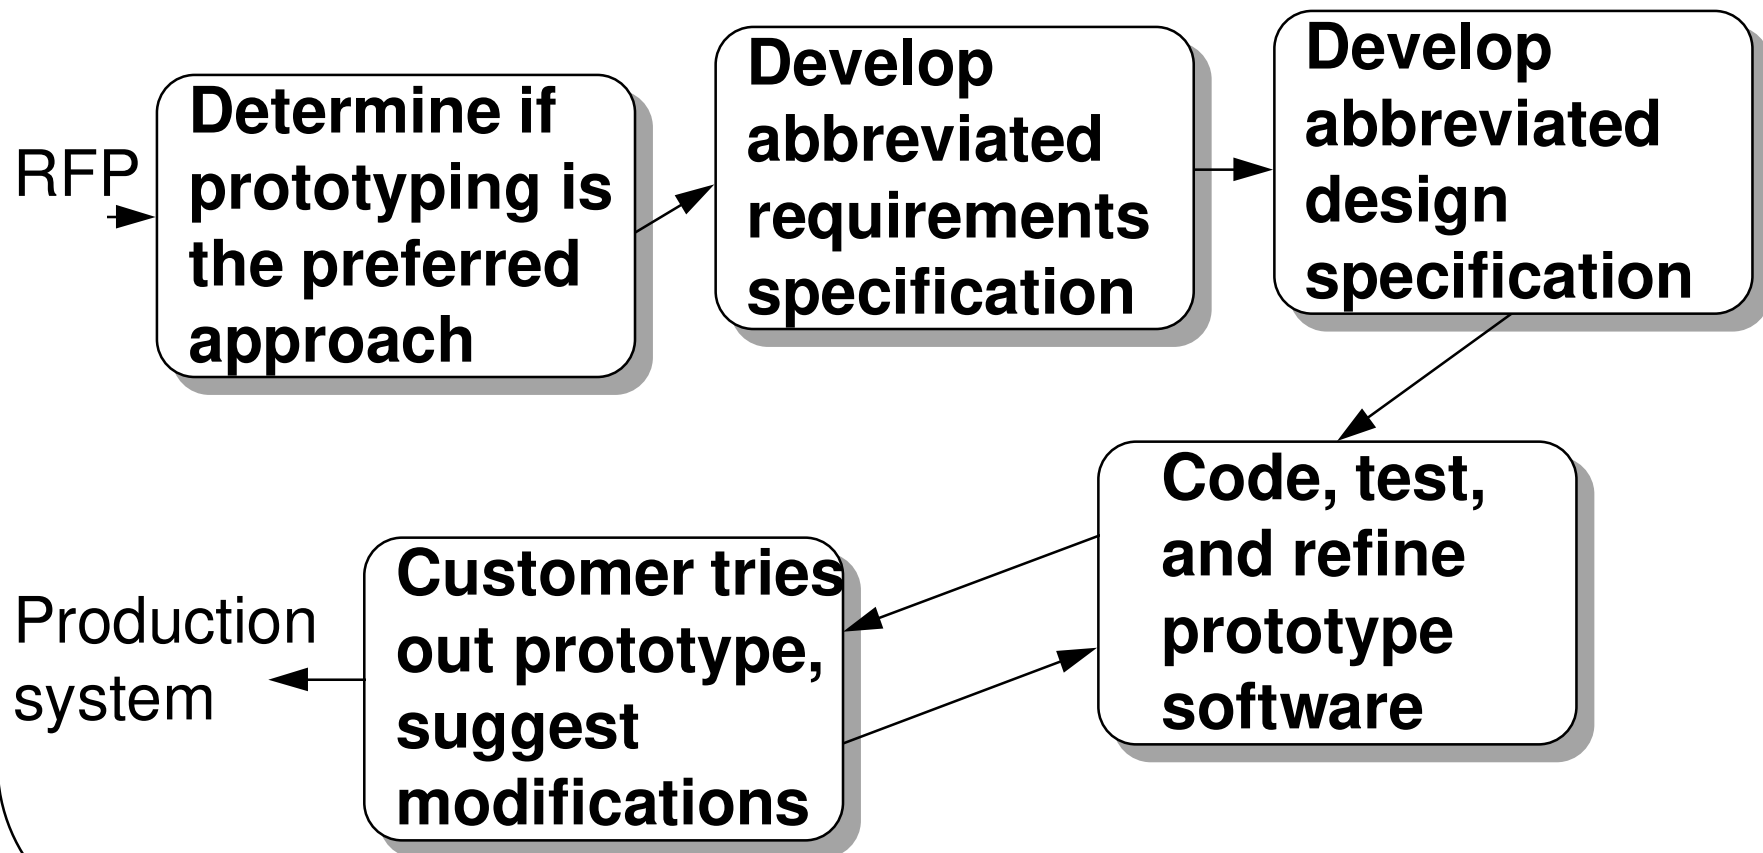 RFP
Determine if
prototyping is
the preferred
approach
Develop
abbreviated
requirements
specification
Develop
abbreviated
design
specification
Code, test,
and refine
prototype
software
Customer tries
out prototype,
suggest
modifications
Production
system